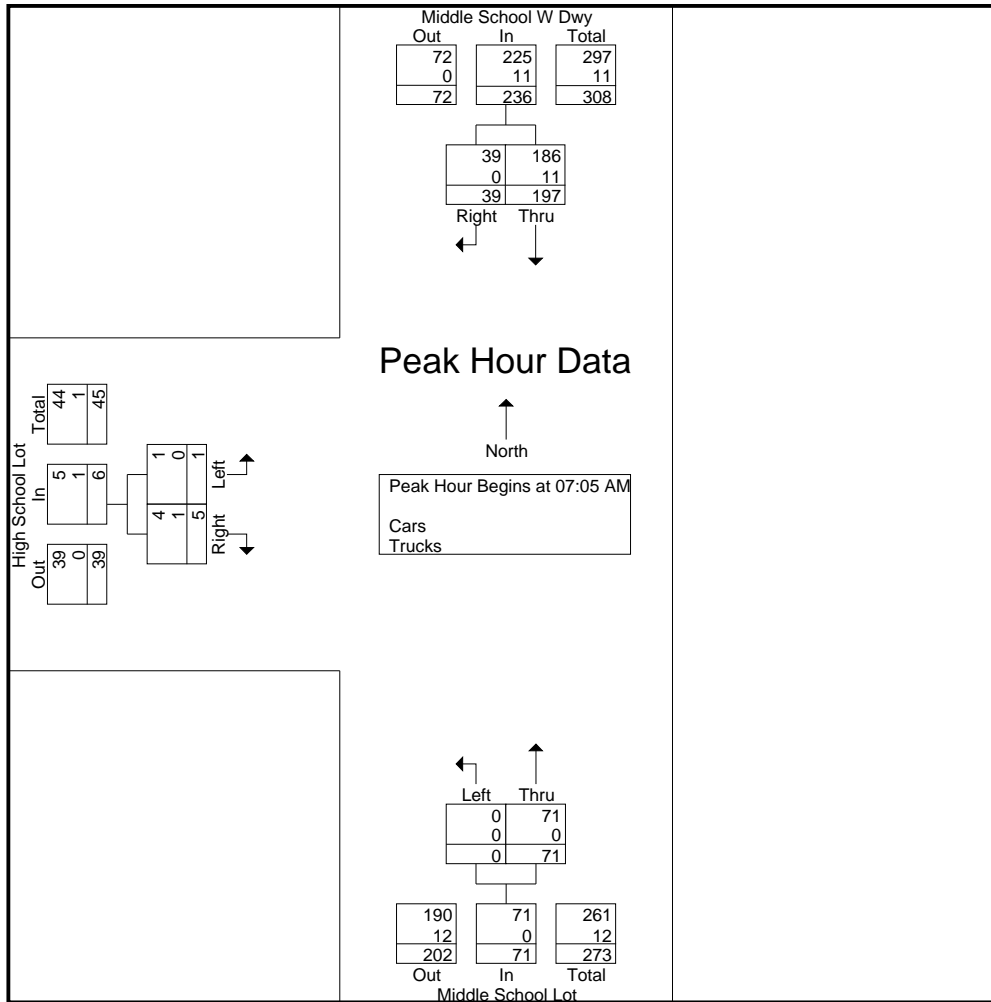 Middle School W Dwy
Out In Total
72 225 297
0 11 11
72 236 308
39 186
0 11
39 197
Right Thru
Peak Hour Data
North
Peak Hour Begins at 07:05 AM
Cars
Trucks
High School Lot
Out In Total
39 5 44
0 1 1
39 6 45
Right Left
4 1
1 0
5 1
Left Thru
0 71
0 0
0 71
190 71 261
12 0 12
202 71 273
Out In Total
Middle School Lot